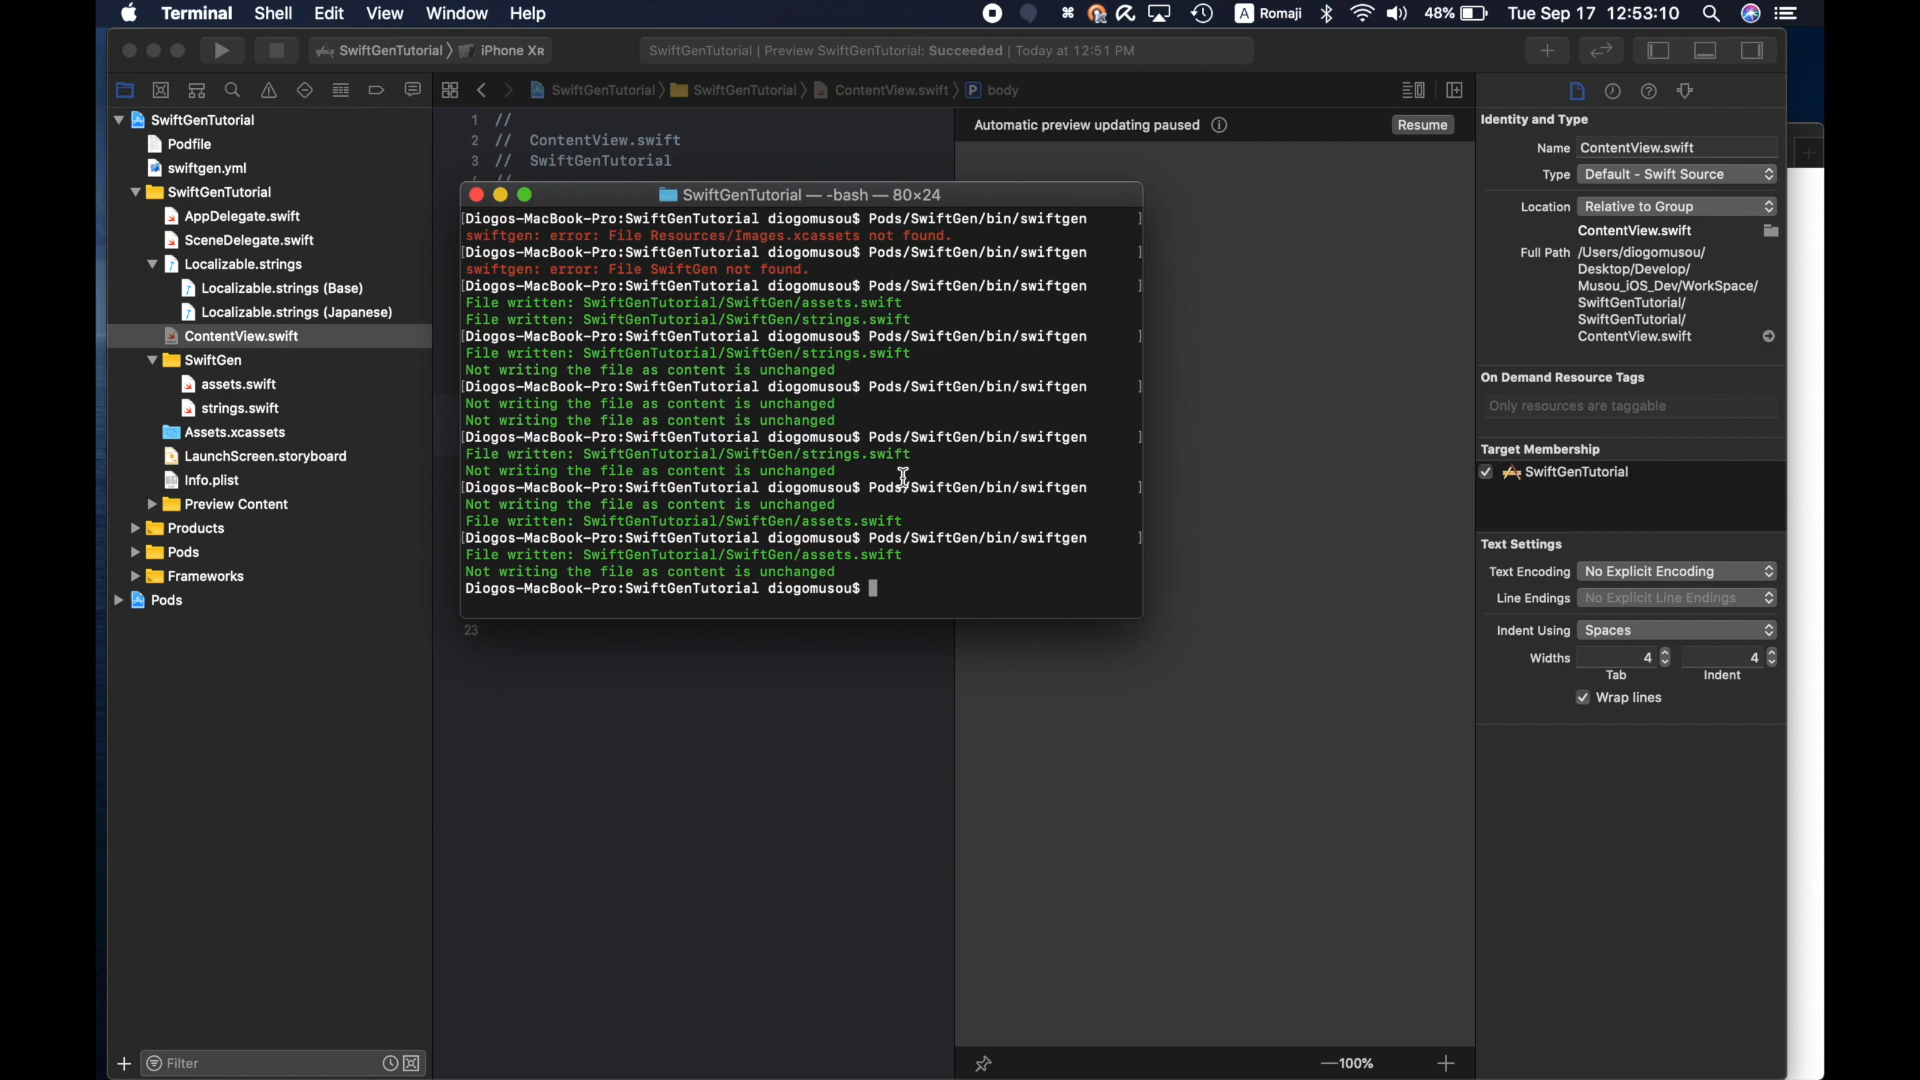 Terminal Shell Edit View Window Help
A Romaji 48% Tue Sep 17 12:53:10
SwiftGenTutorial iPhone XR
SwiftGenTutorial | Preview SwiftGenTutorial: Succeeded | Today at 12:51 PM
SwiftGenTutorial SwiftGenTutorial ContentView.swift P body
SwiftGenTutorial
Podfile
swiftgen.yml
SwiftGenTutorial
AppDelegate.swift
SceneDelegate.swift
Localizable.strings
Localizable.strings (Base)
Localizable.strings (Japanese)
ContentView.swift
SwiftGen
assets.swift
strings.swift
Assets.xcassets
LaunchScreen.storyboard
Info.plist
Preview Content
Products
Pods
Frameworks
Pods
Filter
1 //
2 // ContentView.swift
3 // SwiftGenTutorial
23
Automatic preview updating paused
Resume
SwiftGenTutorial — -bash — 80×24
[Diogos-MacBook-Pro:SwiftGenTutorial diogomusou$ Pods/SwiftGen/bin/swiftgen ]
swiftgen: error: File Resources/Images.xcassets not found.
[Diogos-MacBook-Pro:SwiftGenTutorial diogomusou$ Pods/SwiftGen/bin/swiftgen ]
swiftgen: error: File SwiftGen not found.
[Diogos-MacBook-Pro:SwiftGenTutorial diogomusou$ Pods/SwiftGen/bin/swiftgen ]
File written: SwiftGenTutorial/SwiftGen/assets.swift
File written: SwiftGenTutorial/SwiftGen/strings.swift
[Diogos-MacBook-Pro:SwiftGenTutorial diogomusou$ Pods/SwiftGen/bin/swiftgen ]
File written: SwiftGenTutorial/SwiftGen/strings.swift
Not writing the file as content is unchanged
[Diogos-MacBook-Pro:SwiftGenTutorial diogomusou$ Pods/SwiftGen/bin/swiftgen ]
Not writing the file as content is unchanged
Not writing the file as content is unchanged
[Diogos-MacBook-Pro:SwiftGenTutorial diogomusou$ Pods/SwiftGen/bin/swiftgen ]
File written: SwiftGenTutorial/SwiftGen/strings.swift
Not writing the file as content is unchanged
[Diogos-MacBook-Pro:SwiftGenTutorial diogomusou$ Pods/SwiftGen/bin/swiftgen ]
Not writing the file as content is unchanged
File written: SwiftGenTutorial/SwiftGen/assets.swift
[Diogos-MacBook-Pro:SwiftGenTutorial diogomusou$ Pods/SwiftGen/bin/swiftgen ]
File written: SwiftGenTutorial/SwiftGen/assets.swift
Not writing the file as content is unchanged
Diogos-MacBook-Pro:SwiftGenTutorial diogomusou$
100%
Identity and Type
Name ContentView.swift
Type Default - Swift Source
Location Relative to Group
ContentView.swift
Full Path /Users/diogomusou/
Desktop/Develop/
Musou_iOS_Dev/WorkSpace/
SwiftGenTutorial/
SwiftGenTutorial/
ContentView.swift
On Demand Resource Tags
Only resources are taggable
Target Membership
SwiftGenTutorial
Text Settings
Text Encoding No Explicit Encoding
Line Endings No Explicit Line Endings
Indent Using Spaces
Widths 4 4
Tab Indent
Wrap lines